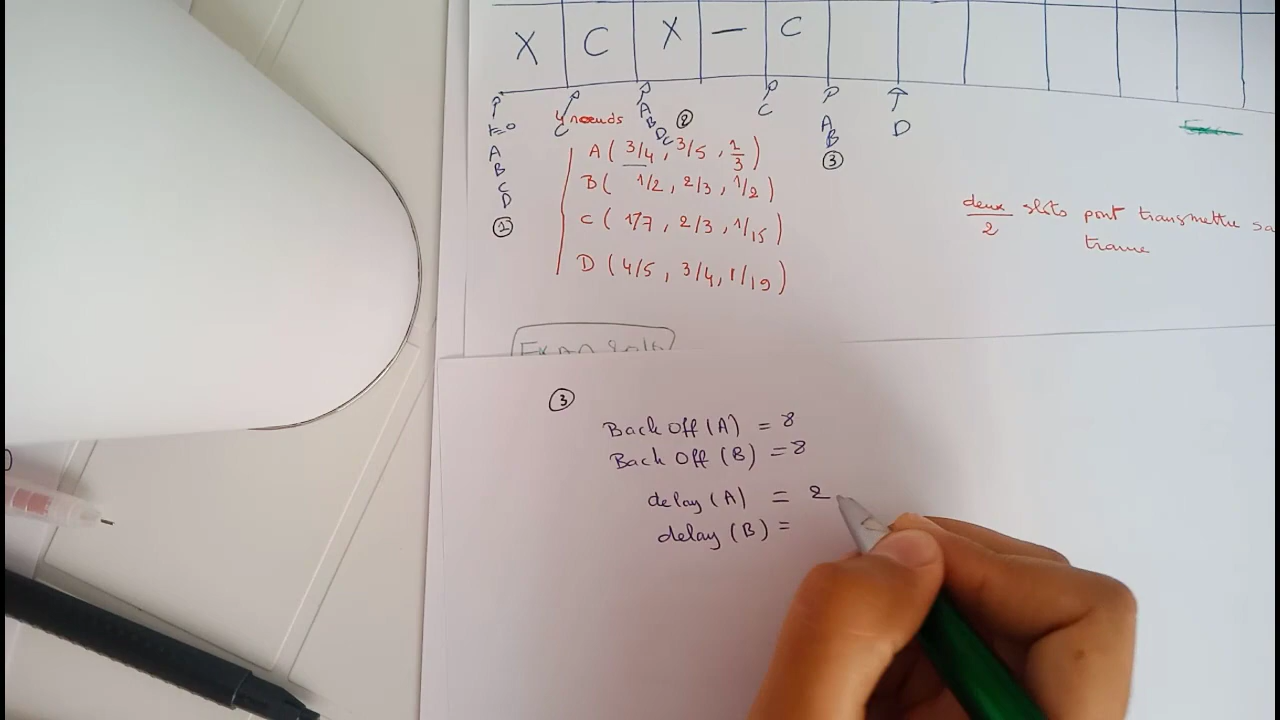 X C X — C
P P P P P ↑
t=0 C A B D C C A B D
A
B
C
D
① ② ③
4 nœuds
A ( 3/4 , 3/5 , 1/3 )
B ( 1/2 , 2/3 , 1/2 )
C ( 1/7 , 2/3 , 1/15 )
D ( 4/5 , 3/4 , 1/19 )
deux slots pour transmettre sa
2 trame
③
Back off (A) = 8
Back Off (B) = 8
delay (A) = 2
delay (B) =